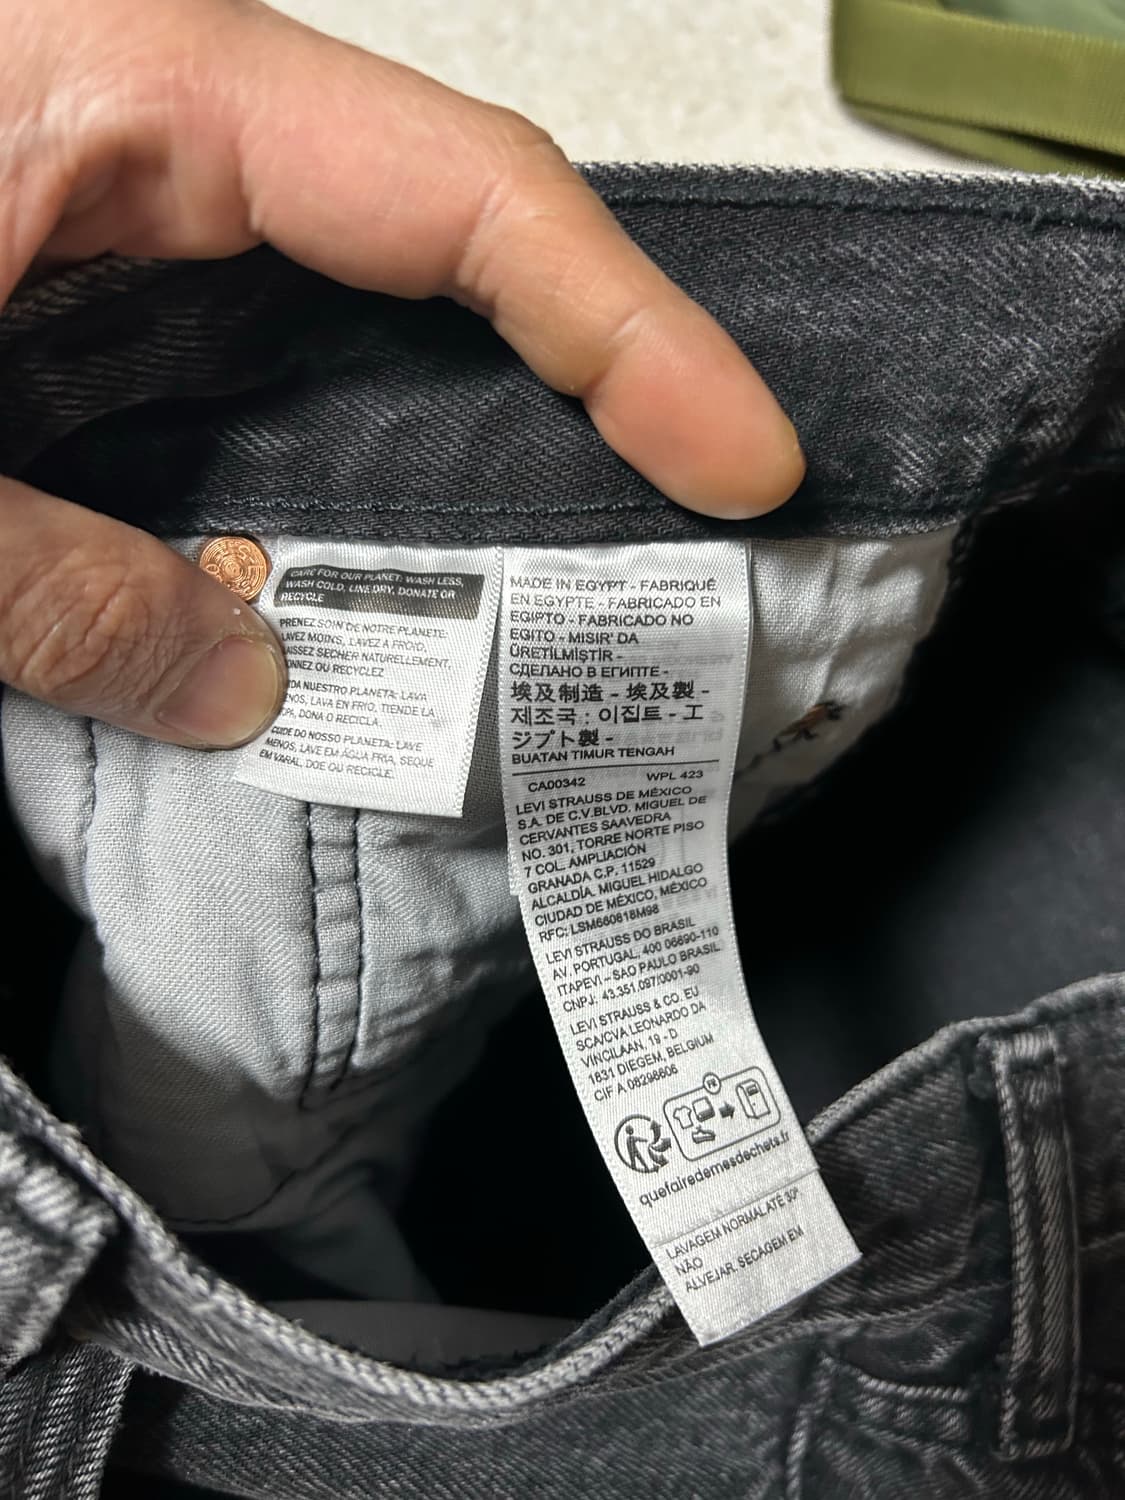 CARE FOR OUR PLANET: WASH LESS,
WASH COLD, LINE DRY, DONATE OR
RECYCLE
PRENEZ SOIN DE NOTRE PLANETE:
LAVEZ MOINS, LAVEZ A FROID,
LAISSEZ SECHER NATURELLEMENT,
DONNEZ OU RECYCLEZ
NUESTRO PLANETA: LAVA
MENOS, LAVA EN FRIO, TIENDE LA
DONA O RECICLA.
CUIDE DO NOSSO PLANETA: LAVE
MENOS, LAVE EM ÁGUA FRIA, SEQUE
EM VARAL, DOE OU RECICLE.
MADE IN EGYPT - FABRIQUÉ
EN EGYPTE - FABRICADO EN
EGIPTO - FABRICADO NO
EGITO - MISIR' DA
ÜRETİLMİŞTİR -
СДЕЛАНО В ЕГИПТЕ -
埃及制造 - 埃及製 -
제조국 : 이집트 - エ
ジプト製 -
BUATAN TIMUR TENGAH
CA00342 WPL 423
LEVI STRAUSS DE MÉXICO
S.A. DE C.V.BLVD. MIGUEL DE
CERVANTES SAAVEDRA
NO. 301, TORRE NORTE PISO
7 COL. AMPLIACIÓN
GRANADA C.P. 11529
ALCALDÍA. MIGUEL HIDALGO
CIUDAD DE MÉXICO, MÉXICO
RFC: LSM660818M98
LEVI STRAUSS DO BRASIL
AV. PORTUGAL, 400 06690-110
ITAPEVI – SAO PAULO BRASIL
CNPJ: 43.351.097/0001-90
LEVI STRAUSS & CO. EU
SCA/CVA LEONARDO DA
VINCILAAN, 19 - D
1831 DIEGEM, BELGIUM
CIF A 08298606
FR
quefairedemesdechets.fr
LAVAGEM NORMAL ATÉ 30°
NÃO
ALVEJAR. SECAGEM EM